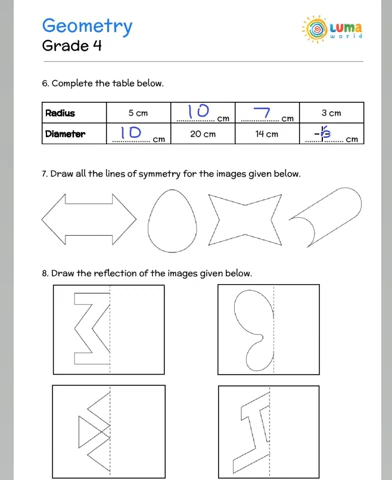 Geometry
Grade 4
LUMA
world
6. Complete the table below.
Radius 5 cm 10 cm 7 cm 3 cm
Diameter 10 cm 20 cm 14 cm cm
7. Draw all the lines of symmetry for the images given below.
8. Draw the reflection of the images given below.